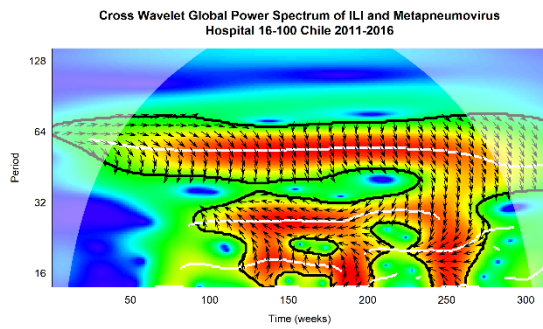 Cross Wavelet Global Power Spectrum of ILI and Metapneumovirus
Hospital 16-100 Chile 2011-2016
128
64
32
16
Period
50
100
150
200
250
300
Time (weeks)